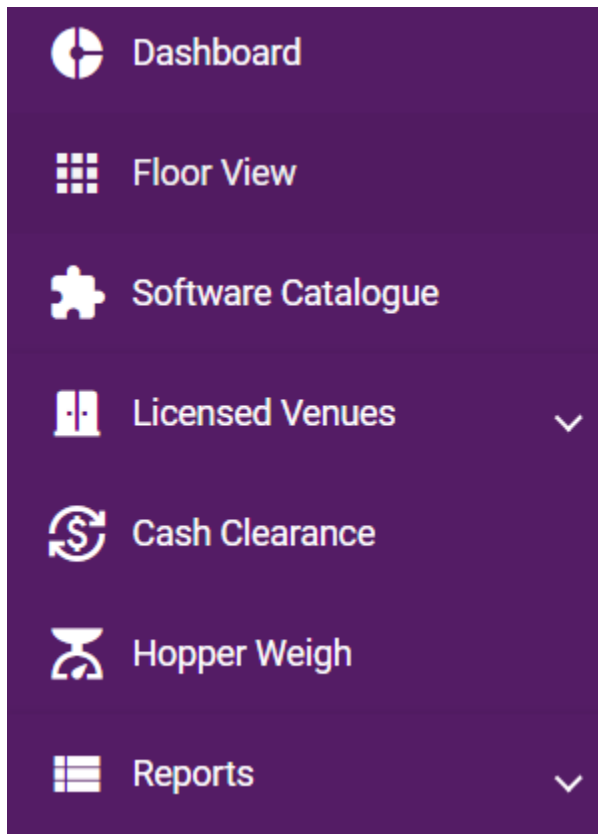 Dashboard
Floor View
Software Catalogue
Licensed Venues
Cash Clearance
Hopper Weigh
Reports